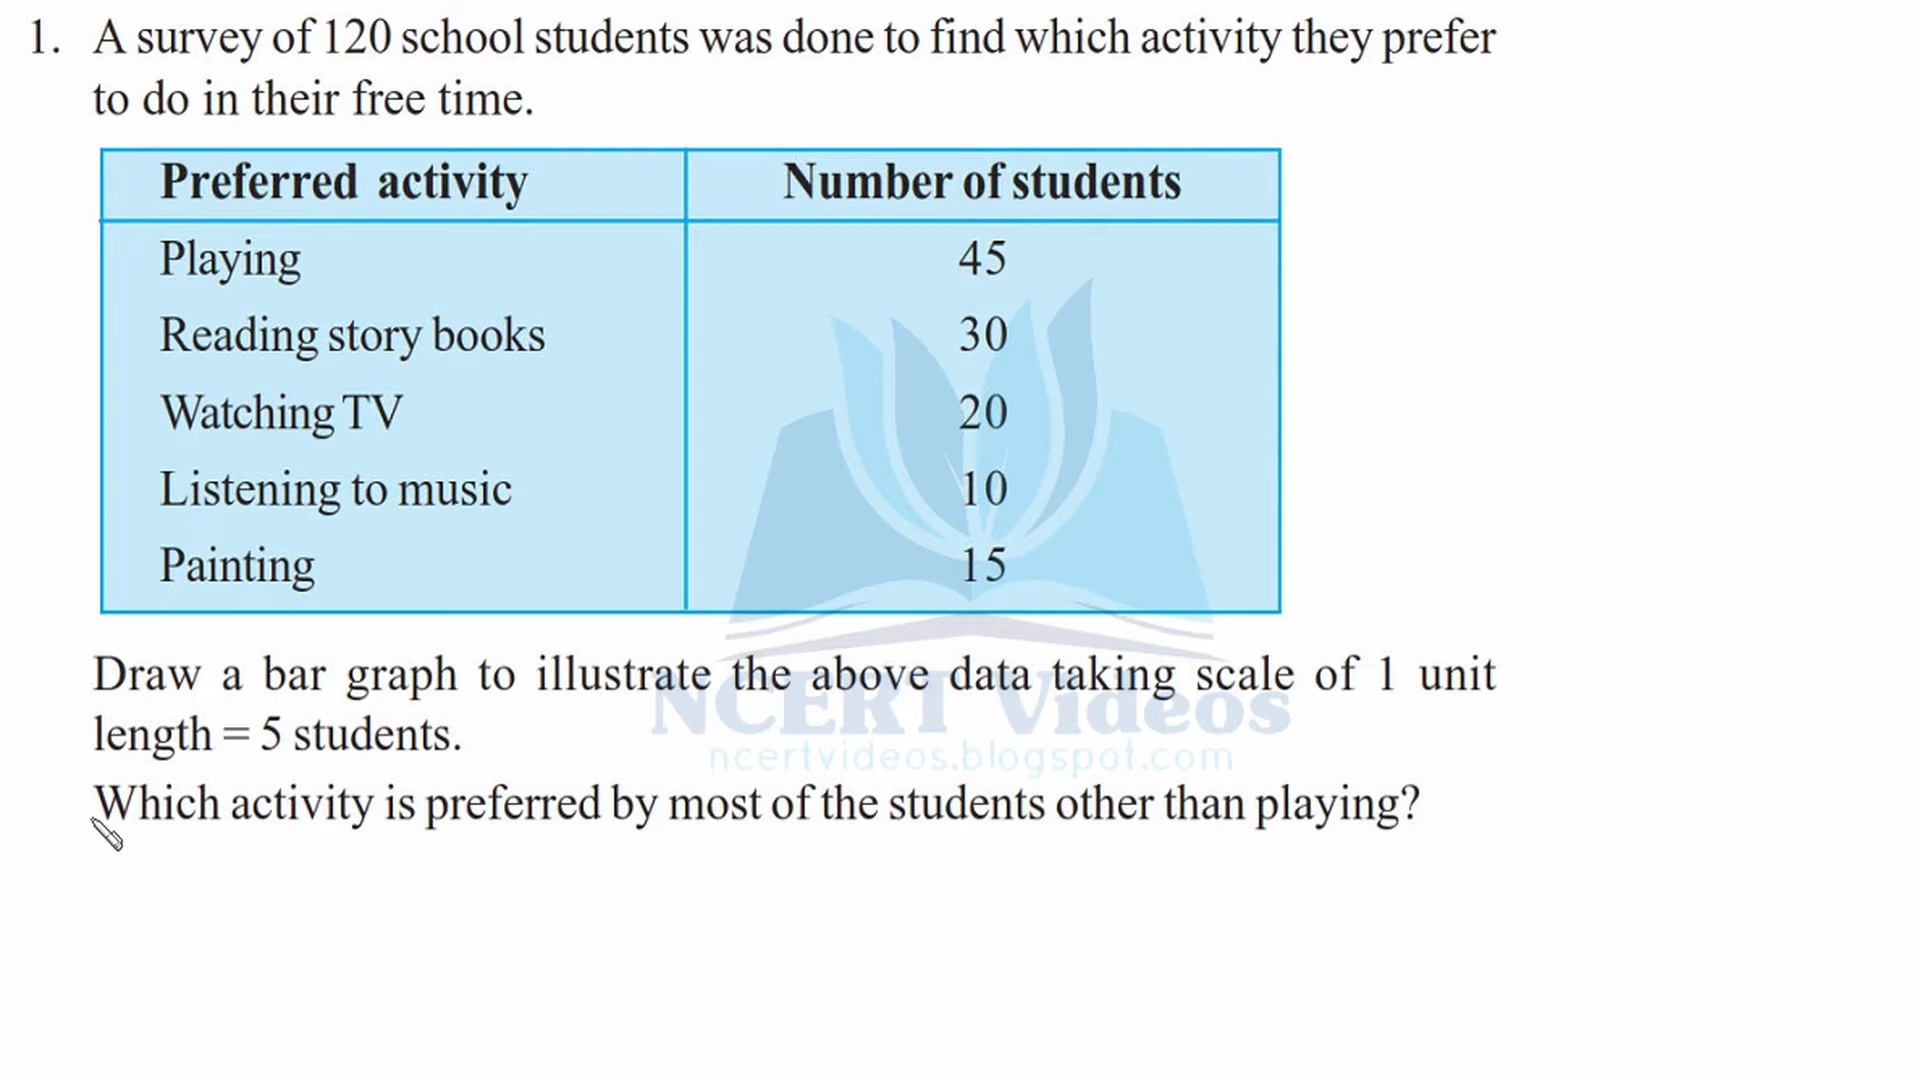 1. A survey of 120 school students was done to find which activity they prefer
to do in their free time.
Preferred activity Number of students
Playing 45
Reading story books 30
Watching TV 20
Listening to music 10
Painting 15
Draw a bar graph to illustrate the above data taking scale of 1 unit
length = 5 students.
NCERT Videos
ncertvideos.blogspot.com
Which activity is preferred by most of the students other than playing?